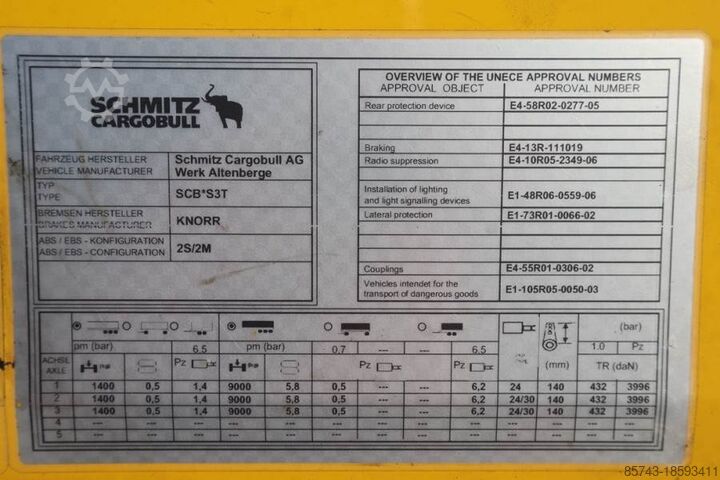 SCHMITZ
CARGOBULL
FAHRZEUG HERSTELLER
VEHICLE MANUFACTURER
Schmitz Cargobull AG
Werk Altenberge
TYP
TYPE
SCB*S3T
BREMSEN HERSTELLER
BRAKES MANUFACTURER
KNORR
ABS / EBS - KONFIGURATION
ABS / EBS - CONFIGURATION
2S/2M
OVERVIEW OF THE UNECE APPROVAL NUMBERS
APPROVAL OBJECT APPROVAL NUMBER
Rear protection device E4-58R02-0277-05
Braking E4-13R-111019
Radio suppression E4-10R05-2349-06
Installation of lighting
and light signalling devices E1-48R06-0559-06
Lateral protection E1-73R01-0066-02
Couplings E4-55R01-0306-02
Vehicles intendet for the
transport of dangerous goods E1-105R05-0050-03
(bar)
pm (bar) 6.5 pm (bar) 0.7 --- --- 6.5 1.0 Pz
ACHSE
AXLE
Pz Pz (mm) TR (daN)
1 1400 0,5 1,4 9000 5,8 0,5 --- --- 6,2 24 140 432 3996
2 1400 0,5 1,4 9000 5,8 0,5 --- --- 6,2 24/30 140 432 3996
3 1400 0,5 1,4 9000 5,8 0,5 --- --- 6,2 24/30 140 432 3996
4 --- --- --- --- --- --- --- --- --- --- --- --- ---
5 --- --- --- --- --- --- --- --- --- --- --- --- ---
85743-18593411